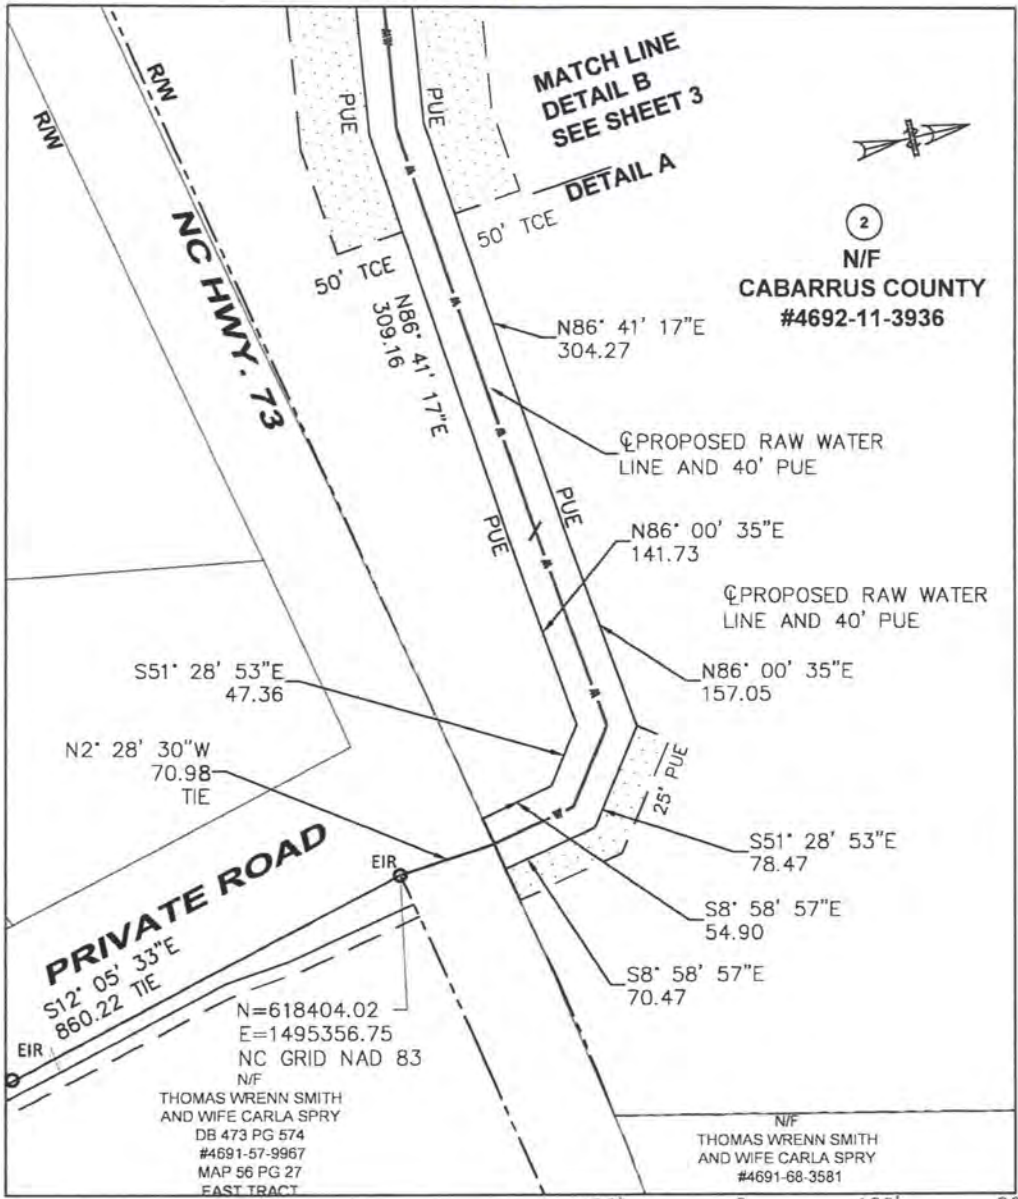 R/W
R/W
PUE
PUE
MATCH LINE
DETAIL B
SEE SHEET 3
DETAIL A
50' TCE
50' TCE
2
N/F
CABARRUS COUNTY
#4692-11-3936
NC HWY. 73
N86° 41' 17"E
309.16
N86° 41' 17"E
304.27
℄PROPOSED RAW WATER
LINE AND 40' PUE
PUE
PUE
N86° 00' 35"E
141.73
℄PROPOSED RAW WATER
LINE AND 40' PUE
N86° 00' 35"E
157.05
S51° 28' 53"E
47.36
N2° 28' 30"W
70.98
TIE
25' PUE
S51° 28' 53"E
78.47
S8° 58' 57"E
54.90
S8° 58' 57"E
70.47
EIR
PRIVATE ROAD
S12° 05' 33"E
860.22 TIE
EIR
N=618404.02
E=1495356.75
NC GRID NAD 83
N/F
THOMAS WRENN SMITH
AND WIFE CARLA SPRY
DB 473 PG 574
#4691-57-9967
MAP 56 PG 27
EAST TRACT
N/F
THOMAS WRENN SMITH
AND WIFE CARLA SPRY
#4691-68-3581